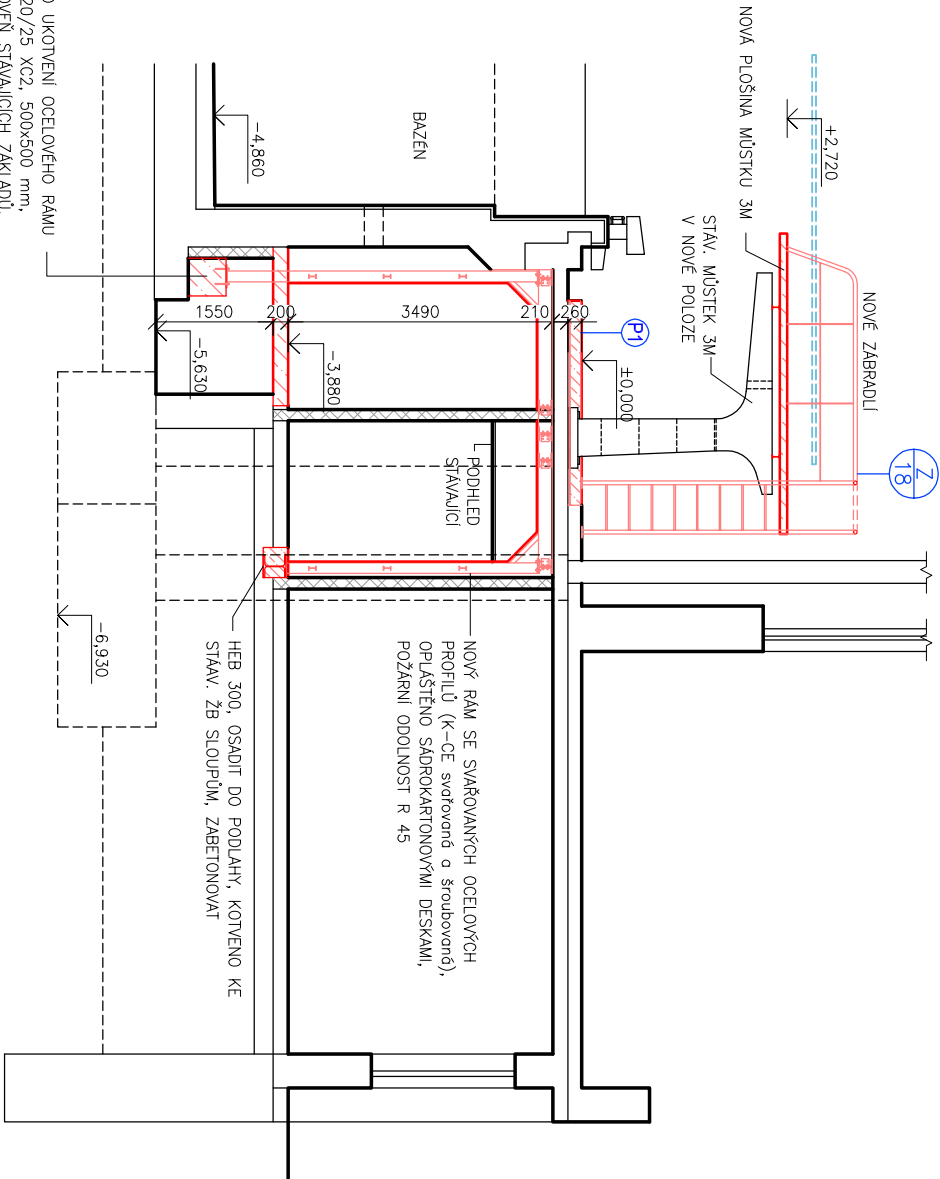 NOVÁ PLOŠINA MŮSTKU 3M
+2,720
STÁV. MŮSTEK 3M
V NOVÉ POLOZE
NOVÉ ZÁBRADLÍ
Z
18
BAZÉN
-4,860
P1
±0,000
1550
200
3490
210
260
-5,630
-3,880
PODHLED
STÁVAJÍCÍ
-6,930
NOVÝ RÁM SE SVAŘOVANÝCH OCELOVÝCH
PROFILŮ (K-CE svařovaná a šroubovaná),
OPLÁŠTĚNO SÁDROKARTONOVÝMI DESKAMI,
POŽÁRNÍ ODOLNOST R 45
HEB 300, OSADIT DO PODLAHY, KOTVENO KE
STÁAV. ŽB SLOUPŮM, ZABETONOVAT
UKOTVENÍ OCELOVÉHO RÁMU
20/25 XC2, 500x500 mm,
STÁVAJÍCÍCH ZÁKLADŮ.